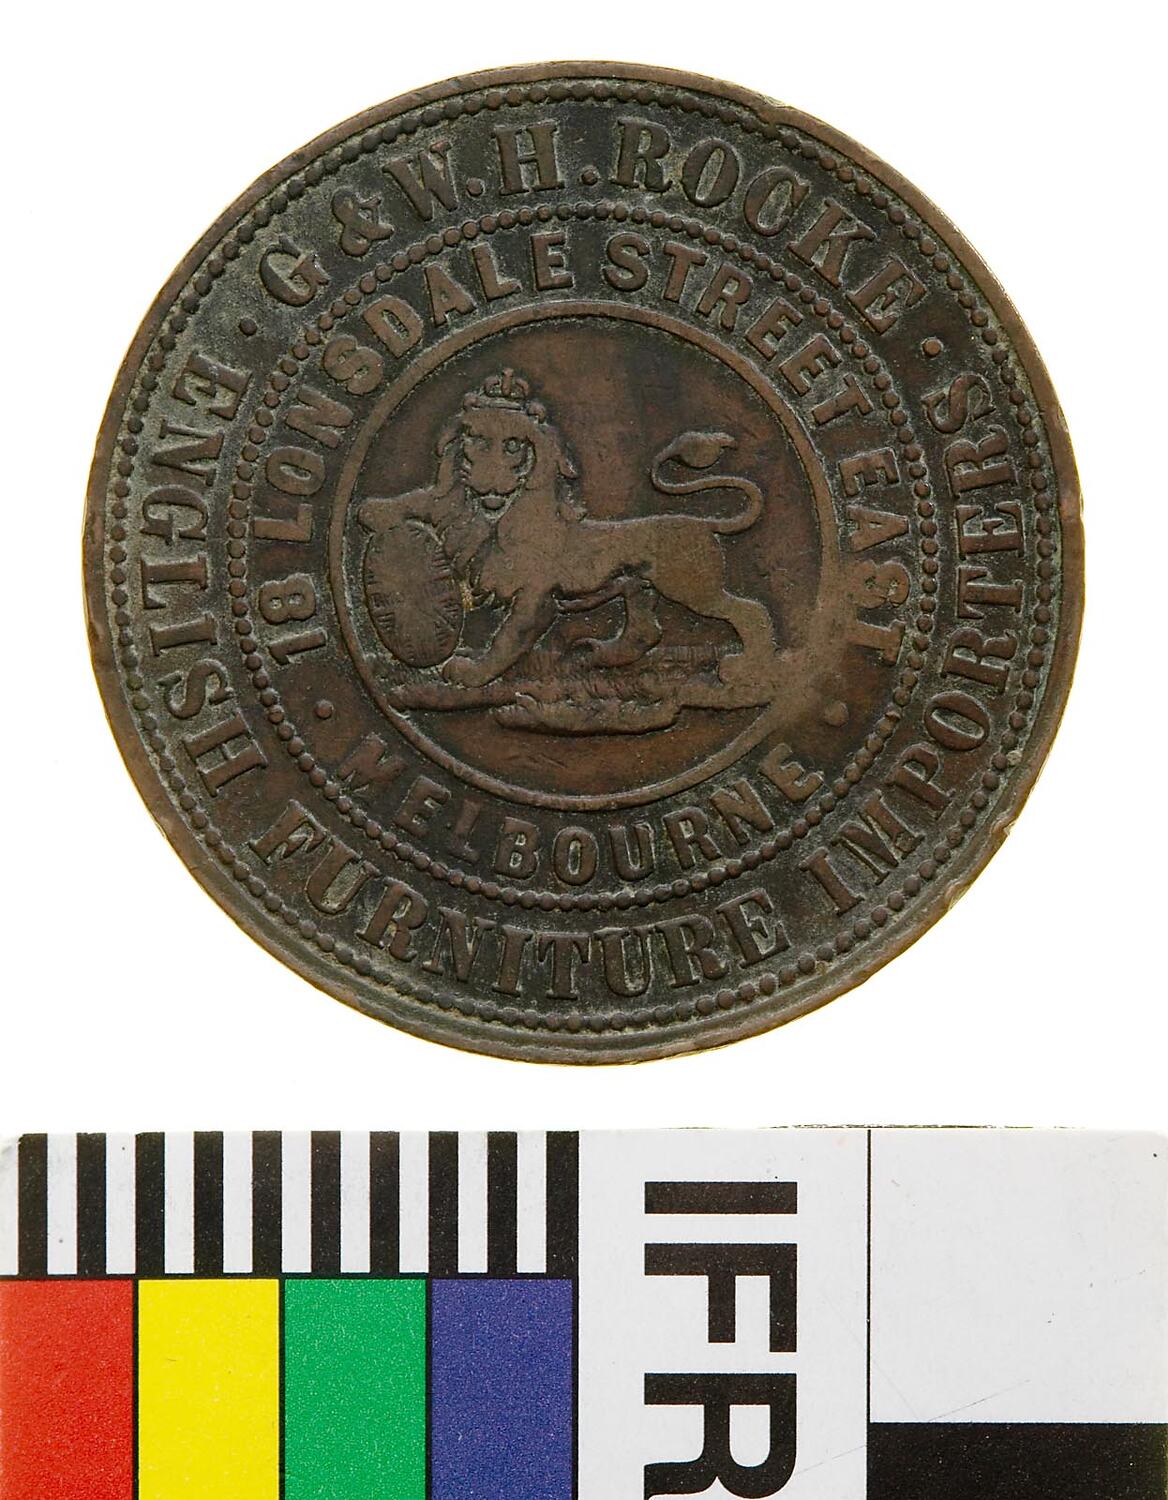 G & W.H. ROCKE
ENGLISH FURNITURE IMPORTERS
18 LONSDALE STREET EAST
MELBOURNE
IFR